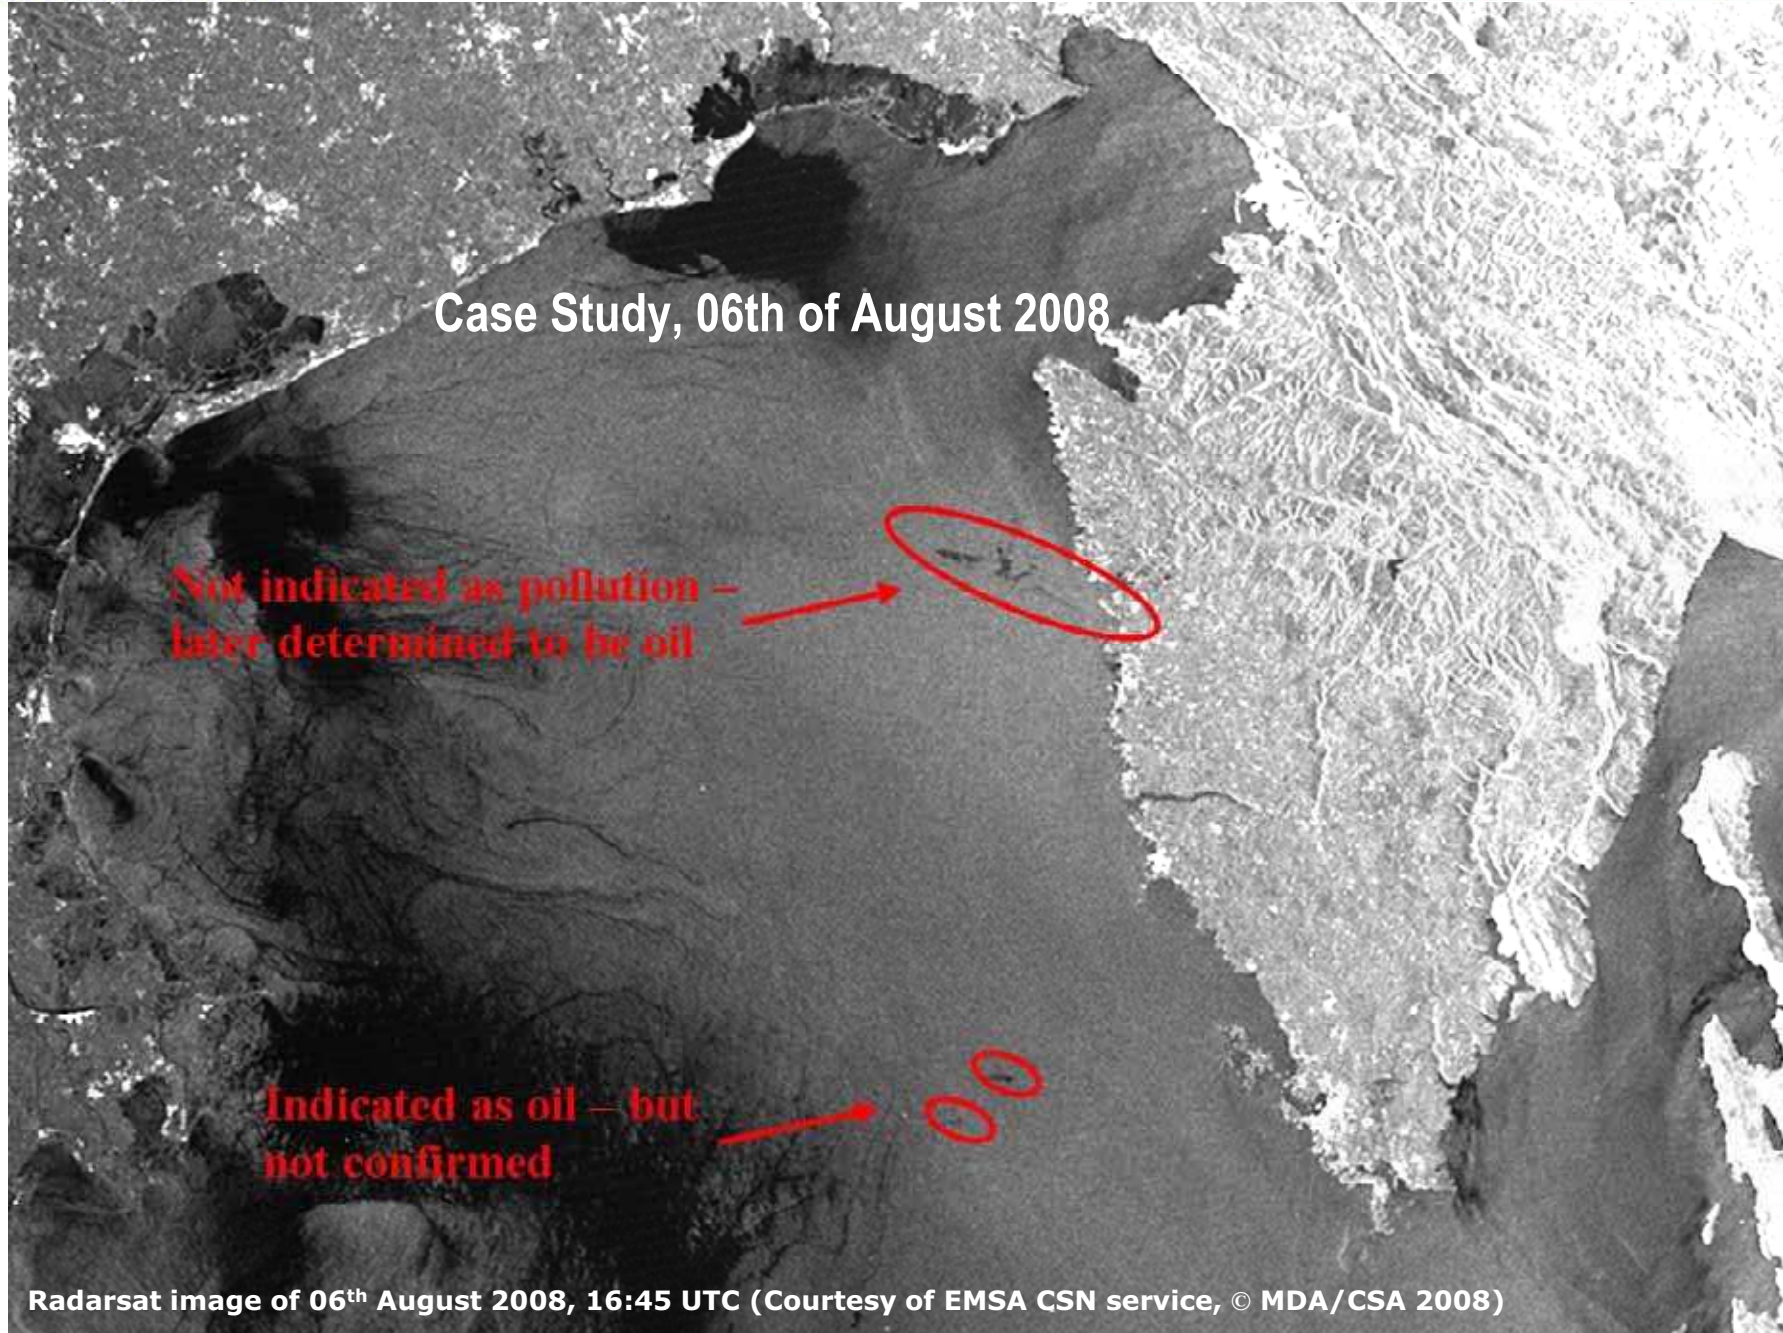 Case Study, 06th of August 2008
Not indicated as pollution –
later determined to be oil
Indicated as oil – but
not confirmed
Radarsat image of 06th August 2008, 16:45 UTC (Courtesy of EMSA CSN service, © MDA/CSA 2008)